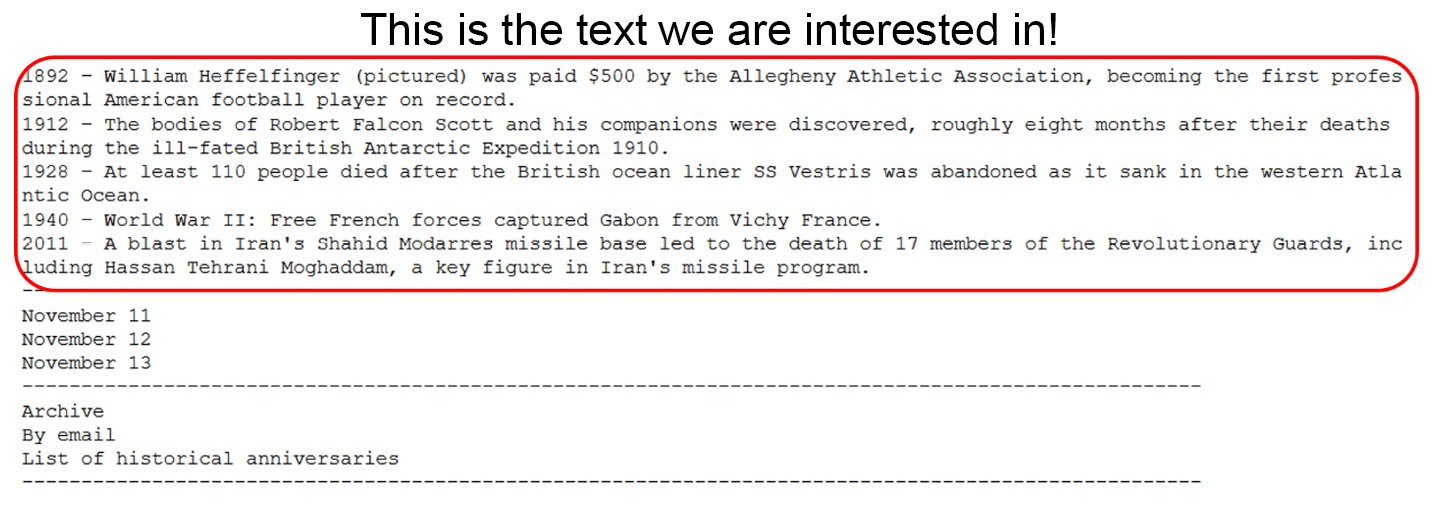 This is the text we are interested in!
1892 – William Heffelfinger (pictured) was paid $500 by the Allegheny Athletic Association, becoming the first profes
sional American football player on record.
1912 – The bodies of Robert Falcon Scott and his companions were discovered, roughly eight months after their deaths
during the ill-fated British Antarctic Expedition 1910.
1928 – At least 110 people died after the British ocean liner SS Vestris was abandoned as it sank in the western Atla
ntic Ocean.
1940 – World War II: Free French forces captured Gabon from Vichy France.
2011 – A blast in Iran's Shahid Modarres missile base led to the death of 17 members of the Revolutionary Guards, inc
luding Hassan Tehrani Moghaddam, a key figure in Iran's missile program.
--
November 11
November 12
November 13
----------------------------------------------------------------------------------------------------
Archive
By email
List of historical anniversaries
----------------------------------------------------------------------------------------------------